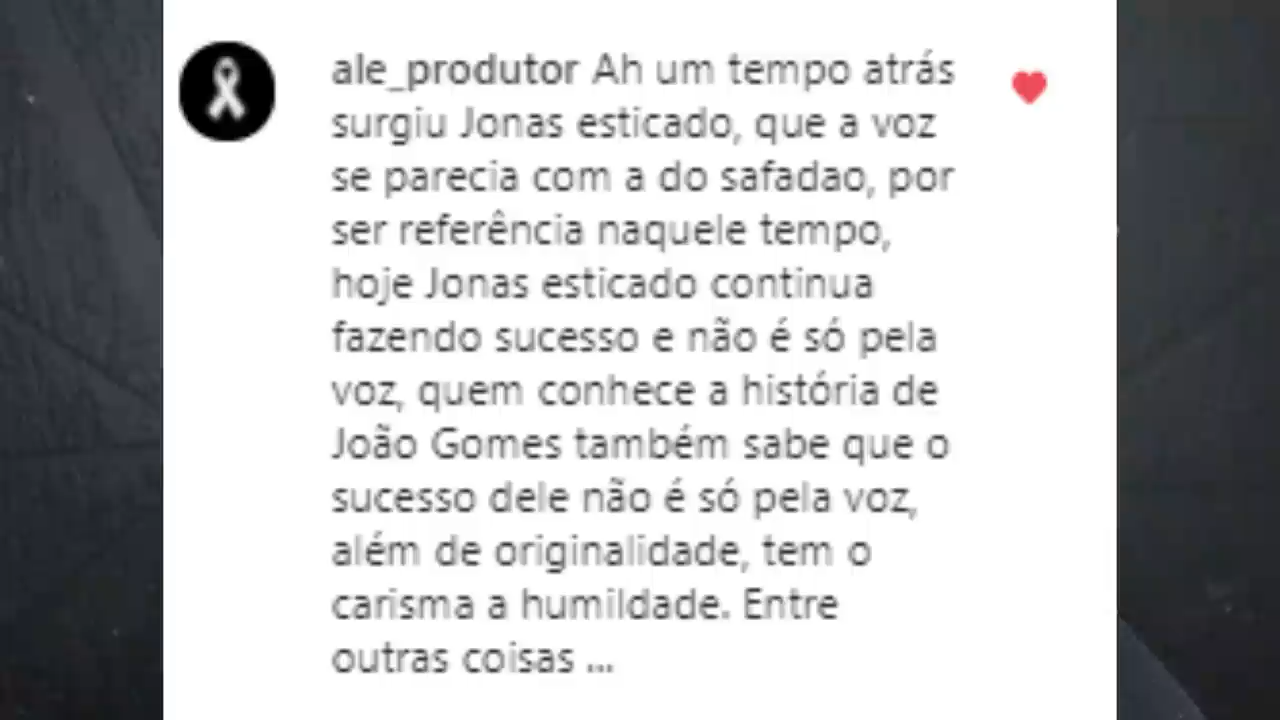 ale_produtor Ah um tempo atrás
surgiu Jonas esticado, que a voz
se parecia com a do safadao, por
ser referência naquele tempo,
hoje Jonas esticado continua
fazendo sucesso e não é só pela
voz, quem conhece a história de
João Gomes também sabe que o
sucesso dele não é só pela voz,
além de originalidade, tem o
carisma a humildade. Entre
outras coisas ...